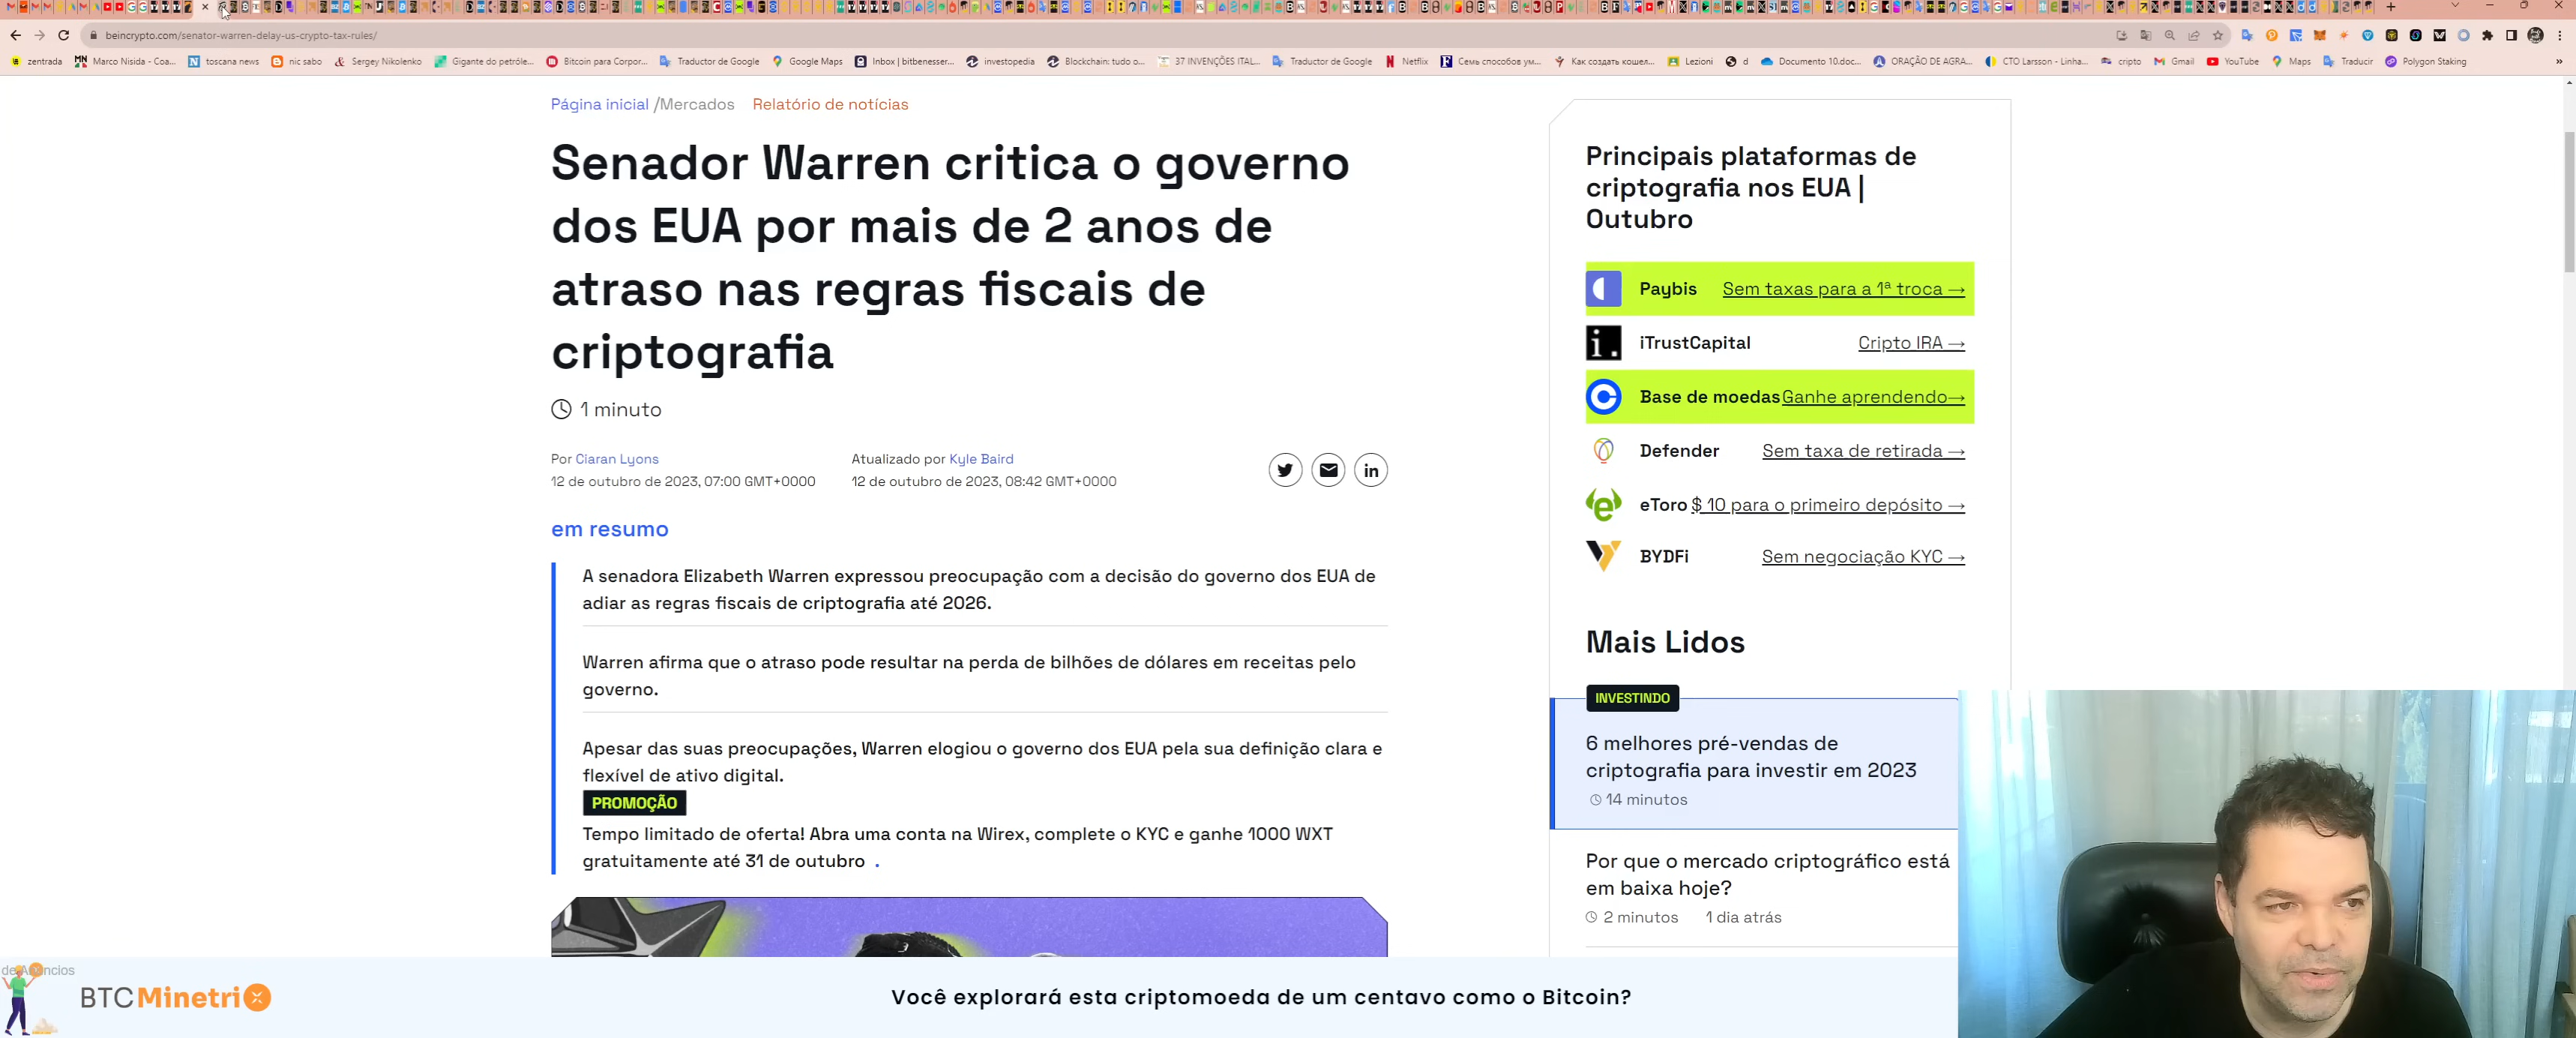 beincrypto.com/senator-warren-delay-us-crypto-tax-rules/
zentrada
Marco Nisida - Coa...
toscana news
nic sabo
Sergey Nikolenko
Gigante do petróle...
Bitcoin para Corpor...
Traductor de Google
Google Maps
Inbox | bitbenesser...
investopedia
Blockchain: tudo o...
37 INVENÇÕES ITAL...
Traductor de Google
Netflix
Семь способов ум...
Как создать кошел...
Lezioni
d
Documento 10.doc...
ORAÇÃO DE AGRA...
CTO Larsson - Linha...
cripto
Gmail
YouTube
Maps
Traducir
Polygon Staking
Página inicial /Mercados Relatório de notícias
Senador Warren critica o governo
dos EUA por mais de 2 anos de
atraso nas regras fiscais de
criptografia
1 minuto
Por Ciaran Lyons
12 de outubro de 2023, 07:00 GMT+0000
Atualizado por Kyle Baird
12 de outubro de 2023, 08:42 GMT+0000
em resumo
A senadora Elizabeth Warren expressou preocupação com a decisão do governo dos EUA de
adiar as regras fiscais de criptografia até 2026.
Warren afirma que o atraso pode resultar na perda de bilhões de dólares em receitas pelo
governo.
Apesar das suas preocupações, Warren elogiou o governo dos EUA pela sua definição clara e
flexível de ativo digital.
PROMOÇÃO
Tempo limitado de oferta! Abra uma conta na Wirex, complete o KYC e ganhe 1000 WXT
gratuitamente até 31 de outubro .
Principais plataformas de
criptografia nos EUA |
Outubro
Paybis Sem taxas para a 1ª troca →
iTrustCapital Cripto IRA →
Base de moedas Ganhe aprendendo→
Defender Sem taxa de retirada →
eToro $ 10 para o primeiro depósito →
BYDFi Sem negociação KYC →
Mais Lidos
INVESTINDO
6 melhores pré-vendas de
criptografia para investir em 2023
14 minutos
Por que o mercado criptográfico está
em baixa hoje?
2 minutos 1 dia atrás
de Anúncios
BTCMinetrix
Você explorará esta criptomoeda de um centavo como o Bitcoin?